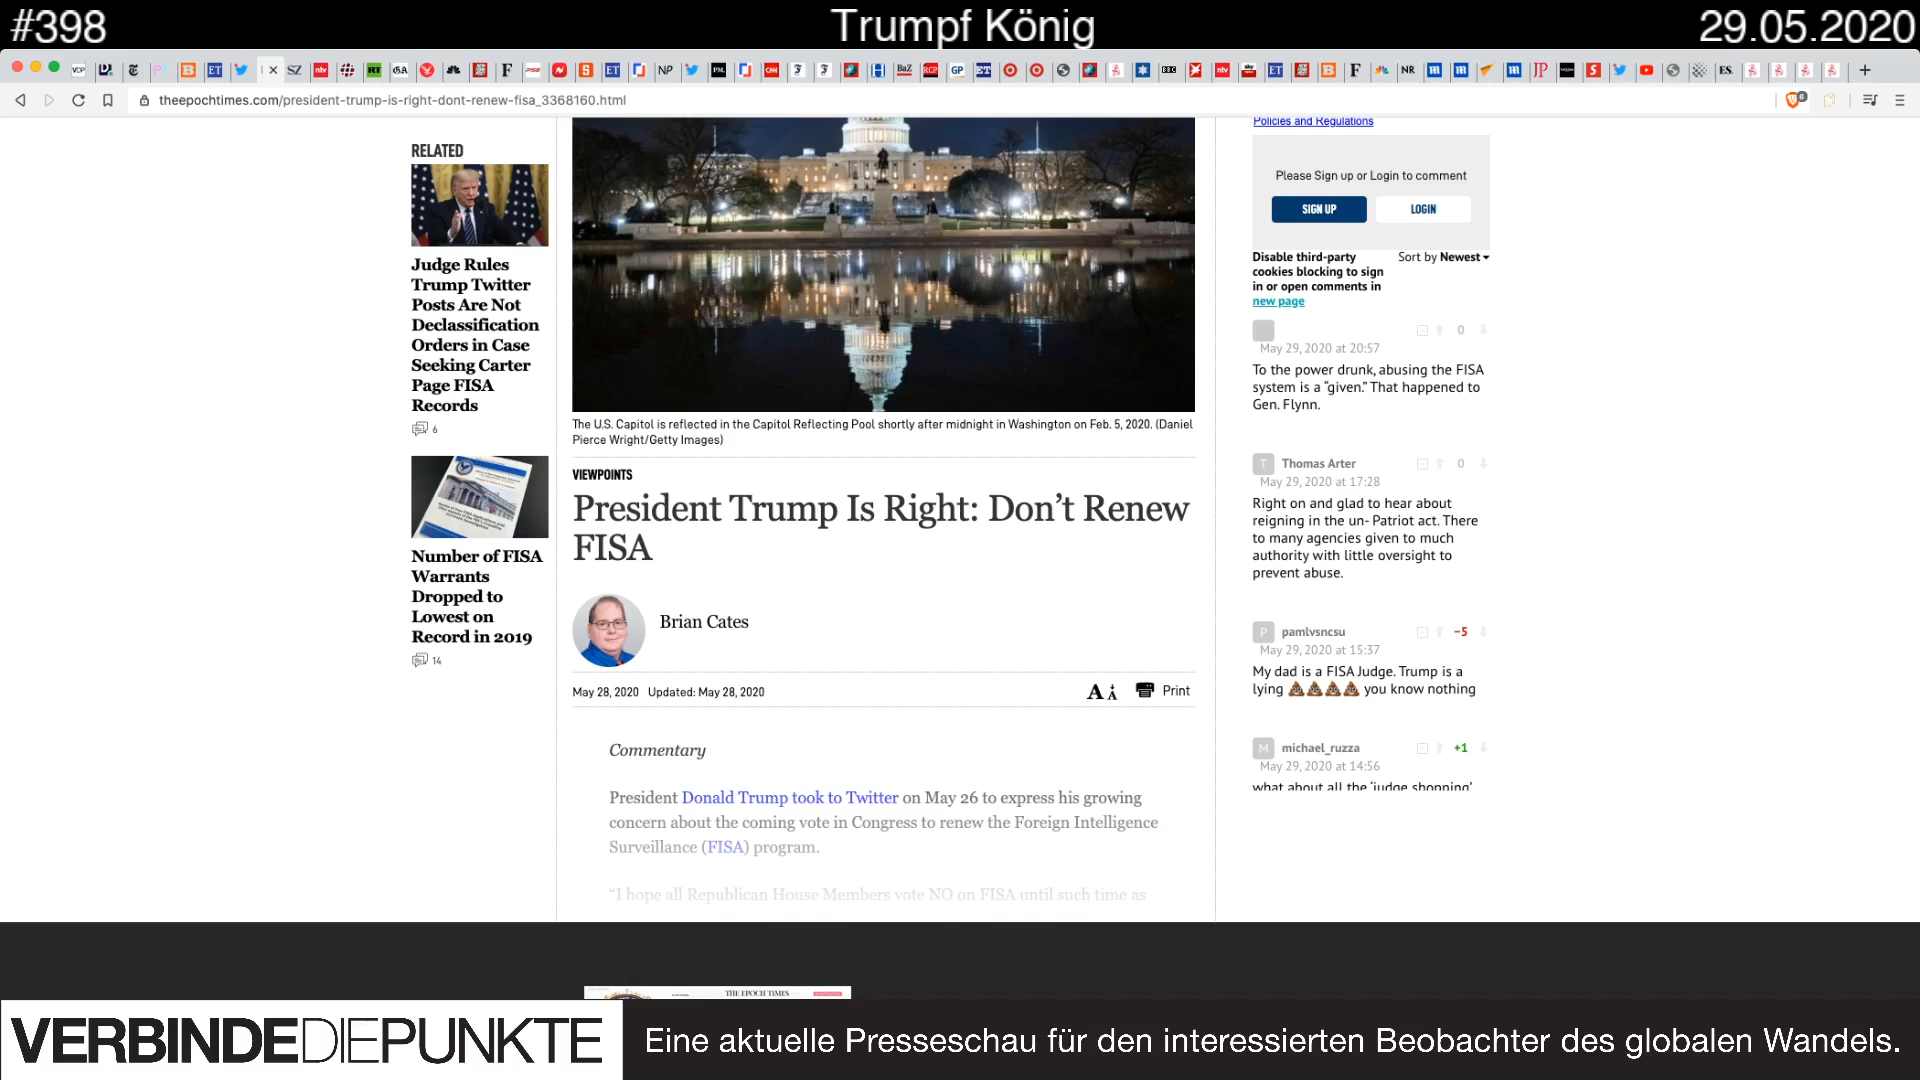 #398
Trumpf König
29.05.2020
theepochtimes.com/president-trump-is-right-dont-renew-fisa_3368160.html
RELATED
Judge Rules
Trump Twitter
Posts Are Not
Declassification
Orders in Case
Seeking Carter
Page FISA
Records
6
Number of FISA
Warrants
Dropped to
Lowest on
Record in 2019
14
The U.S. Capitol is reflected in the Capitol Reflecting Pool shortly after midnight in Washington on Feb. 5, 2020. (Daniel
Pierce Wright/Getty Images)
VIEWPOINTS
President Trump Is Right: Don’t Renew
FISA
Brian Cates
May 28, 2020 Updated: May 28, 2020
Print
Commentary
President Donald Trump took to Twitter on May 26 to express his growing
concern about the coming vote in Congress to renew the Foreign Intelligence
Surveillance (FISA) program.
“I hope all Republican House Members vote NO on FISA until such time as
Policies and Regulations
Please Sign up or Login to comment
SIGN UP
LOGIN
Disable third-party
cookies blocking to sign
in or open comments in
new page
Sort by Newest
0
May 29, 2020 at 20:57
To the power drunk, abusing the FISA
system is a “given.” That happened to
Gen. Flynn.
T Thomas Arter 0
May 29, 2020 at 17:28
Right on and glad to hear about
reigning in the un- Patriot act. There
to many agencies given to much
authority with little oversight to
prevent abuse.
P pamlvsncsu −5
May 29, 2020 at 15:37
My dad is a FISA Judge. Trump is a
lying 💩💩💩💩 you know nothing
M michael_ruzza +1
May 29, 2020 at 14:56
what about all the ‘judge shopping’
THE EPOCH TIMES
VERBINDEDIEPUNKTE
Eine aktuelle Presseschau für den interessierten Beobachter des globalen Wandels.